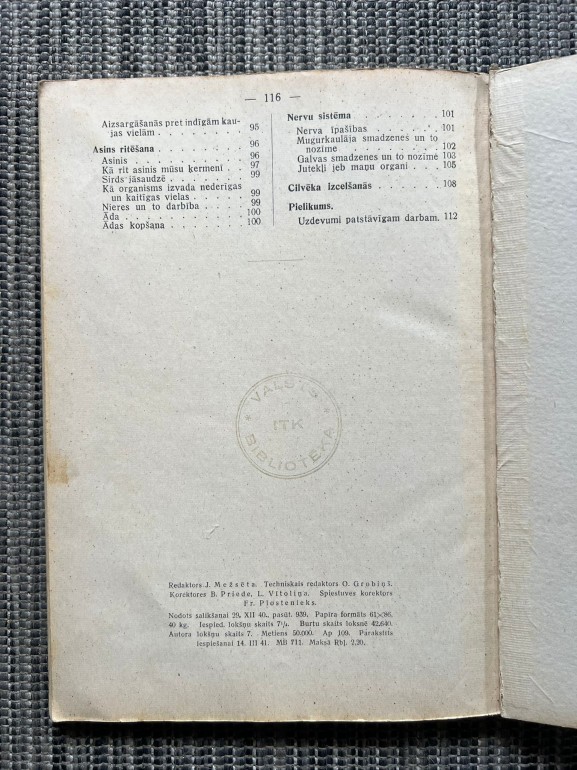 — 116 —
Aizsargāšanās pret indīgām kau-
jas vielām . . . . . . . . 95
Asins ritēšana . . . . . . . . 96
Asinis . . . . . . . . . . 96
Kā rit asinis mūsu ķermenī . . 97
Sirds jāsaudzē . . . . . . . 99
Kā organisms izvada nederīgas
un kaitīgas vielas . . . . . 99
Nieres un to darbība . . . . . 99
Āda . . . . . . . . . . . 100
Ādas kopšana . . . . . . . 100
Nervu sistēma . . . . . . . . 101
Nerva īpašības . . . . . . . 101
Mugurkaulāja smadzenes un to
nozīme . . . . . . . . . 102
Galvas smadzenes un to nozīme 103
Jutekļi jeb maņu organi . . . 105
Cilvēka izcelšanās . . . . . . 108
Pielikums.
Uzdevumi patstāvīgam darbam. 112
VALSTS
ITK
BIBLIOTĒKA
Redaktors J. Mežsēta. Techniskais redaktors O. Grubiņš.
Korektores B. Priede, L. Vītoliņa. Spiestuves korektors
Fr. Pļostenieks.
Nodots salikšanai 29. XII 40., pasūt. 939. Papīra formāts 61×86.
40 kg. Iespied. lokšņu skaits 7¼. Burtu skaits loksnē 42.640.
Autora lokšņu skaits 7. Metiens 50.000. Ap 109. Parakstīts
iespiešanai 14. III 41. MB 711. Maksā Rbļ. 2.20.